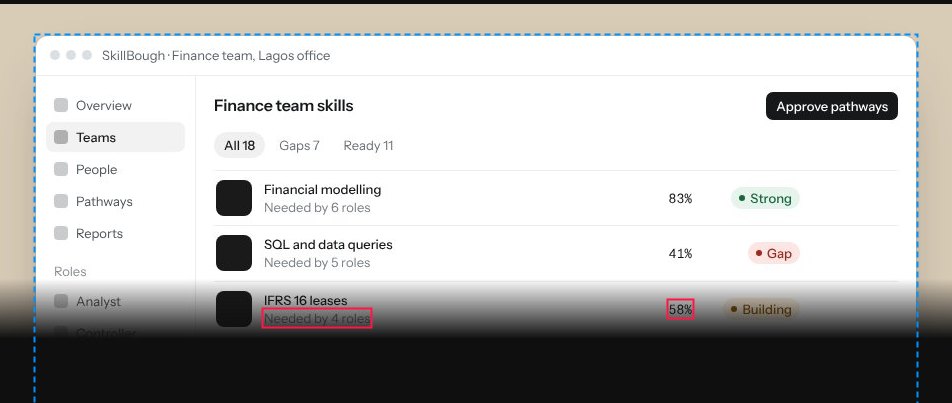 SkillBough · Finance team, Lagos office
Overview
Teams
People
Pathways
Reports
Roles
Analyst
Controller
Finance team skills
Approve pathways
All 18
Gaps 7
Ready 11
Financial modelling
Needed by 6 roles
83%
Strong
SQL and data queries
Needed by 5 roles
41%
Gap
IFRS 16 leases
Needed by 4 roles
58%
Building